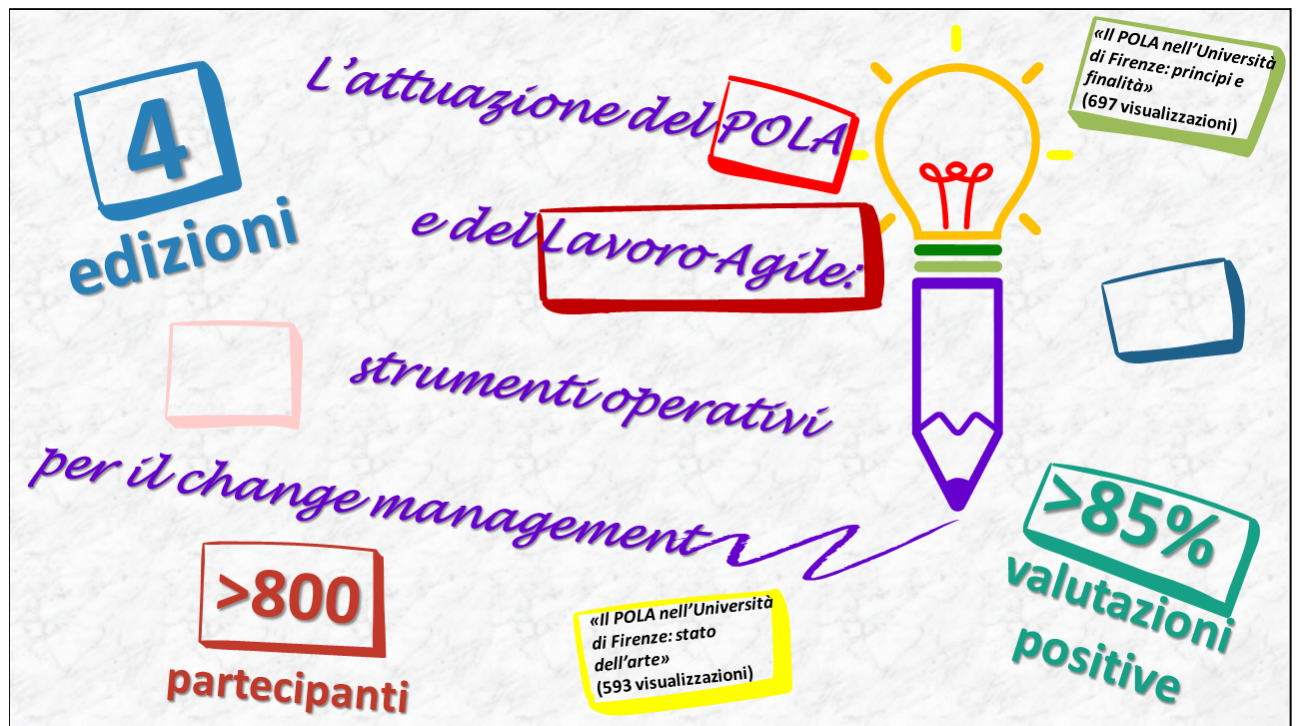 4
edizioni
L'attuazione del POLA
e del Lavoro Agile:
strumenti operativi
per il change management
«Il POLA nell'Università
di Firenze: principi e
finalità»
(697 visualizzazioni)
>800
partecipanti
«Il POLA nell'Università
di Firenze: stato
dell'arte»
(593 visualizzazioni)
>85%
valutazioni
positive